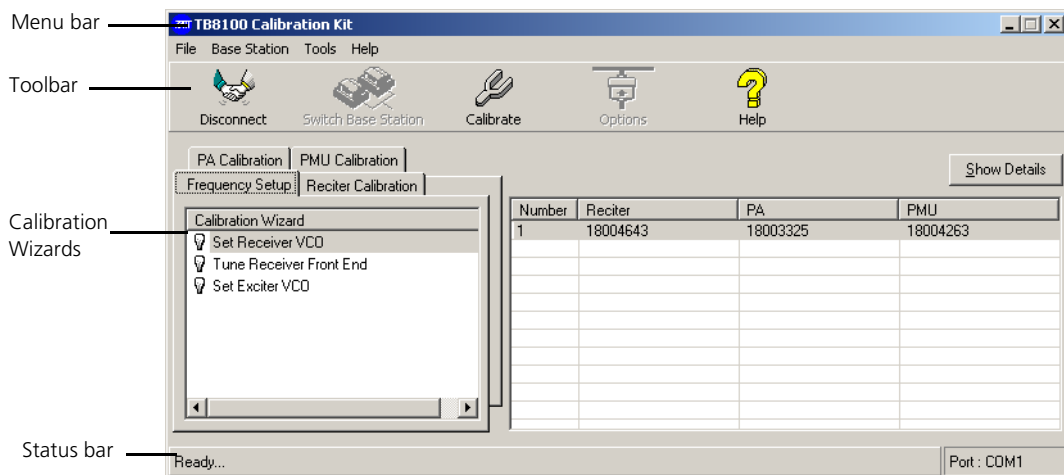 Menu bar
TAIT TB8100 Calibration Kit
File Base Station Tools Help
Toolbar
Disconnect Switch Base Station Calibrate Options Help
PA Calibration PMU Calibration
Show Details
Frequency Setup Reciter Calibration
Calibration Wizards
Calibration Wizard
Set Receiver VCO
Tune Receiver Front End
Set Exciter VCO
Number Reciter PA PMU
1 18004643 18003325 18004263
Status bar
Ready...
Port : COM1